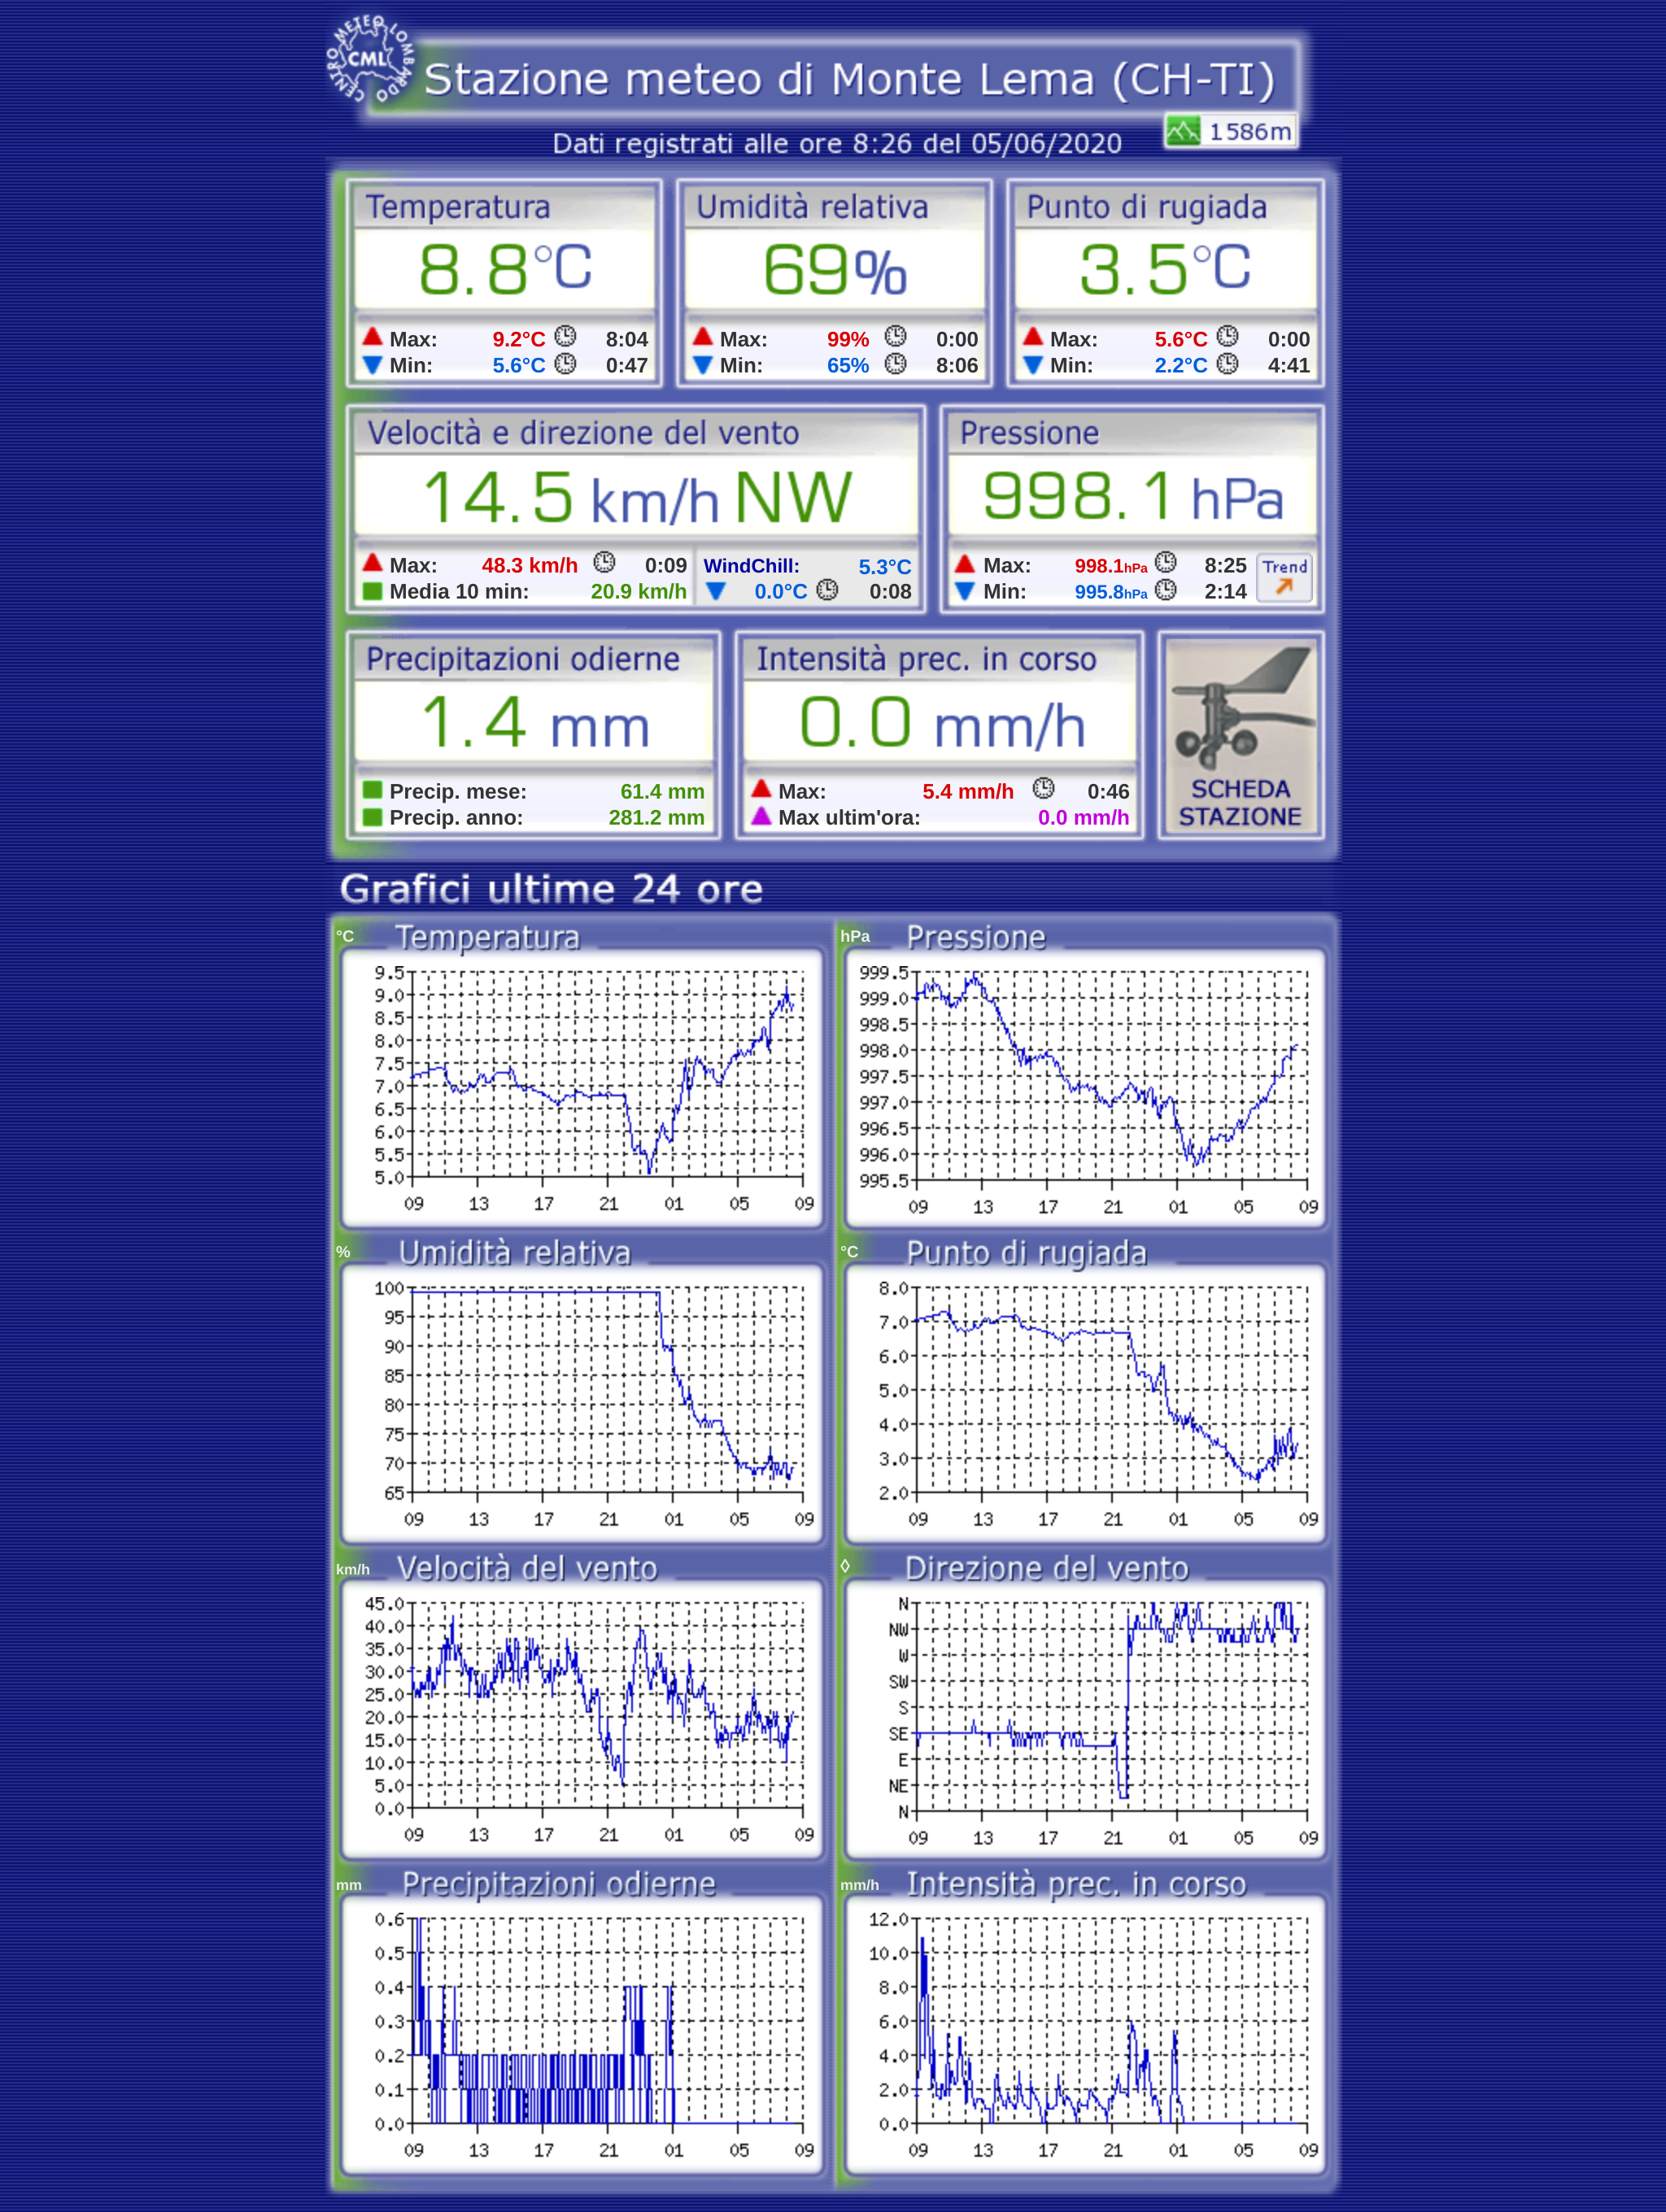 CENTRO METEO LOMBARDO
CML
Stazione meteo di Monte Lema (CH-TI)
1586m
Dati registrati alle ore 8:26 del 05/06/2020
Temperatura
8.8°C
Max: 9.2°C 8:04
Min: 5.6°C 0:47
Umidità relativa
69%
Max: 99% 0:00
Min: 65% 8:06
Punto di rugiada
3.5°C
Max: 5.6°C 0:00
Min: 2.2°C 4:41
Velocità e direzione del vento
14.5 km/h NW
Max: 48.3 km/h 0:09
Media 10 min: 20.9 km/h
WindChill: 5.3°C
0.0°C 0:08
Pressione
998.1 hPa
Max: 998.1hPa 8:25
Min: 995.8hPa 2:14
Trend
Precipitazioni odierne
1.4 mm
Precip. mese: 61.4 mm
Precip. anno: 281.2 mm
Intensità prec. in corso
0.0 mm/h
Max: 5.4 mm/h 0:46
Max ultim'ora: 0.0 mm/h
SCHEDA
STAZIONE
Grafici ultime 24 ore
°C Temperatura
9.5
9.0
8.5
8.0
7.5
7.0
6.5
6.0
5.5
5.0
09 13 17 21 01 05 09
hPa Pressione
999.5
999.0
998.5
998.0
997.5
997.0
996.5
996.0
995.5
09 13 17 21 01 05 09
% Umidità relativa
100
95
90
85
80
75
70
65
09 13 17 21 01 05 09
°C Punto di rugiada
8.0
7.0
6.0
5.0
4.0
3.0
2.0
09 13 17 21 01 05 09
km/h Velocità del vento
45.0
40.0
35.0
30.0
25.0
20.0
15.0
10.0
5.0
0.0
09 13 17 21 01 05 09
◊ Direzione del vento
N
NW
W
SW
S
SE
E
NE
N
09 13 17 21 01 05 09
mm Precipitazioni odierne
0.6
0.5
0.4
0.3
0.2
0.1
0.0
09 13 17 21 01 05 09
mm/h Intensità prec. in corso
12.0
10.0
8.0
6.0
4.0
2.0
0.0
09 13 17 21 01 05 09